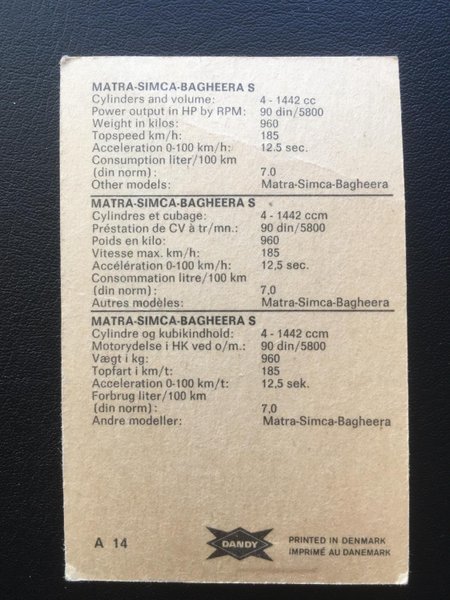 MATRA-SIMCA-BAGHEERA S
Cylinders and volume: 4 - 1442 cc
Power output in HP by RPM: 90 din/5800
Weight in kilos: 960
Topspeed km/h: 185
Acceleration 0-100 km/h: 12.5 sec.
Consumption liter/100 km
(din norm): 7.0
Other models: Matra-Simca-Bagheera
MATRA-SIMCA-BAGHEERA S
Cylindres et cubage: 4 - 1442 ccm
Préstation de CV à tr/mn.: 90 din/5800
Poids en kilo: 960
Vitesse max. km/h: 185
Accélération 0-100 km/h: 12,5 sec.
Consommation litre/100 km
(din norm): 7,0
Autres modèles: Matra-Simca-Bagheera
MATRA-SIMCA-BAGHEERA S
Cylindre og kubikindhold: 4 - 1442 ccm
Motorydelse i HK ved o/m.: 90 din/5800
Vægt i kg: 960
Topfart i km/t: 185
Acceleration 0-100 km/t: 12,5 sek.
Forbrug liter/100 km
(din norm): 7,0
Andre modeller: Matra-Simca-Bagheera
A 14 DANDY PRINTED IN DENMARK
IMPRIMÉ AU DANEMARK